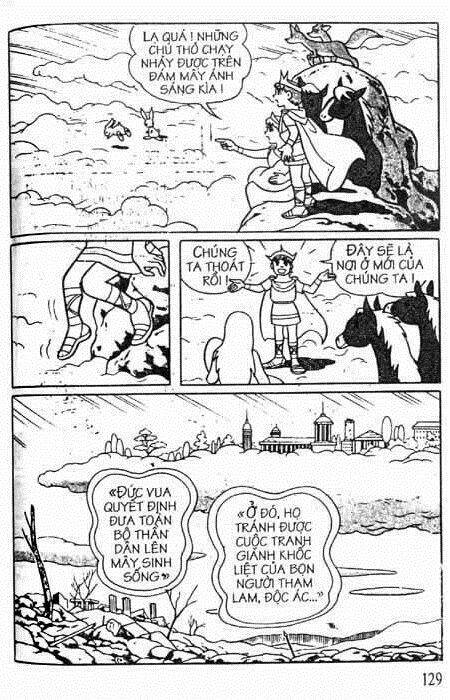 LẠ QUÁ! NHỮNG
CHÚ THỎ CHẠY
NHẢY ĐƯỢC TRÊN
ĐÁM MÂY ÁNH
SÁNG KÌA!
CHÚNG
TA THOÁT
RỒI!
ĐÂY SẼ LÀ
NƠI Ở MỚI CỦA
CHÚNG TA!
«ĐỨC VUA
QUYẾT ĐỊNH
ĐƯA TOÀN
BỘ THẦN
DÂN LÊN
MÂY SINH
SỐNG»
«Ở ĐÓ, HỌ
TRÁNH ĐƯỢC
CUỘC TRANH
GIÀNH KHỐC
LIỆT CỦA BỌN
NGƯỜI THAM
LAM, ĐỘC ÁC...»
129